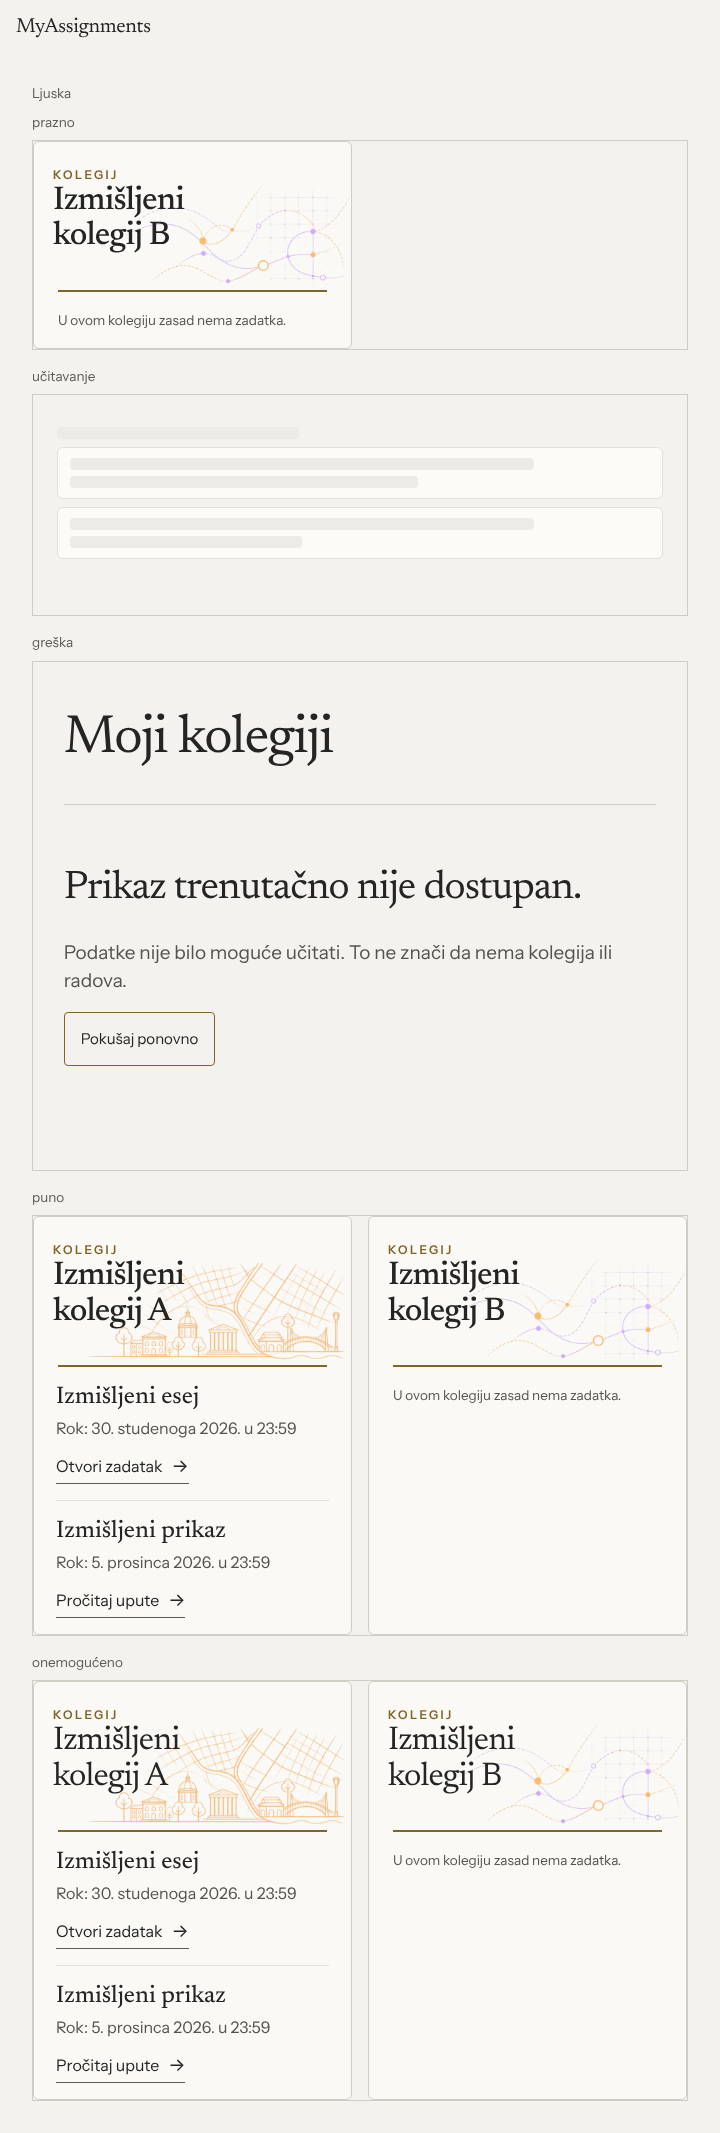 MyAssignments
Ljuska
prazno
KOLEGIJ
Izmišljeni
kolegij B
U ovom kolegiju zasad nema zadatka.
učitavanje
greška
Moji kolegiji
Prikaz trenutačno nije dostupan.
Podatke nije bilo moguće učitati. To ne znači da nema kolegija ili
radova.
Pokušaj ponovno
puno
KOLEGIJ
Izmišljeni
kolegij A
Izmišljeni esej
Rok: 30. studenoga 2026. u 23:59
Otvori zadatak →
Izmišljeni prikaz
Rok: 5. prosinca 2026. u 23:59
Pročitaj upute →
KOLEGIJ
Izmišljeni
kolegij B
U ovom kolegiju zasad nema zadatka.
onemogućeno
KOLEGIJ
Izmišljeni
kolegij A
Izmišljeni esej
Rok: 30. studenoga 2026. u 23:59
Otvori zadatak →
Izmišljeni prikaz
Rok: 5. prosinca 2026. u 23:59
Pročitaj upute →
KOLEGIJ
Izmišljeni
kolegij B
U ovom kolegiju zasad nema zadatka.